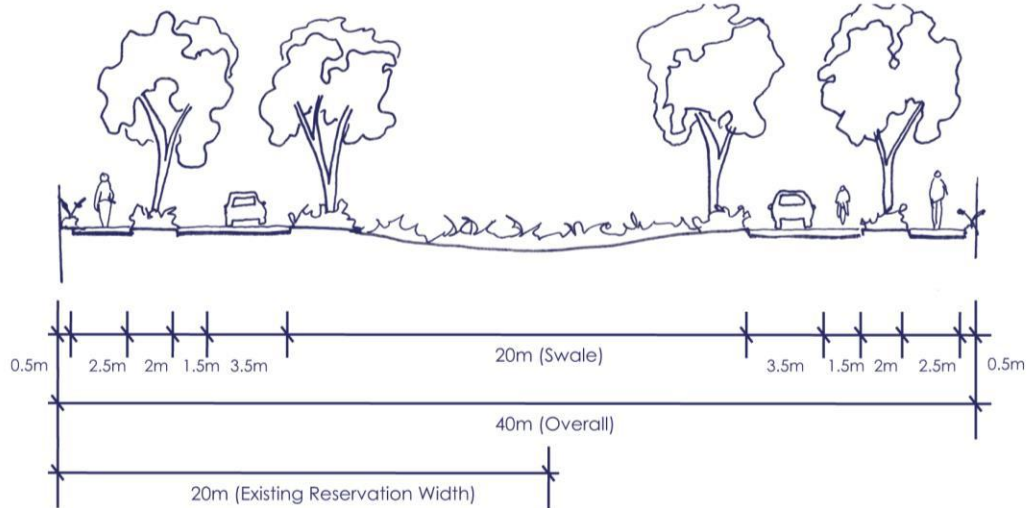 0.5m 2.5m 2m 1.5m 3.5m 20m (Swale) 3.5m 1.5m 2m 2.5m 0.5m
40m (Overall)
20m (Existing Reservation Width)